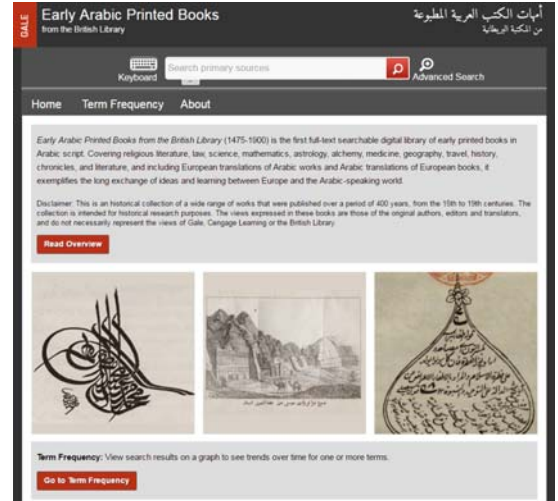 GALE
Early Arabic Printed Books
from the British Library
أمهات الكتب العربية المطبوعة
من المكتبة البريطانية
Keyboard
Search primary sources
Advanced Search
Home Term Frequency About
Early Arabic Printed Books from the British Library (1475-1900) is the first full-text searchable digital library of early printed books in
Arabic script. Covering religious literature, law, science, mathematics, astrology, alchemy, medicine, geography, travel, history,
chronicles, and literature, and including European translations of Arabic works and Arabic translations of European books, it
exemplifies the long exchange of ideas and learning between Europe and the Arabic-speaking world.
Disclaimer: This is an historical collection of a wide range of works that were published over a period of 400 years, from the 15th to 19th centuries. The
collection is intended for historical research purposes. The views expressed in these books are those of the original authors, editors and translators,
and do not necessarily represent the views of Gale, Cengage Learning or the British Library.
Read Overview
Term Frequency: View search results on a graph to see trends over time for one or more terms.
Go to Term Frequency